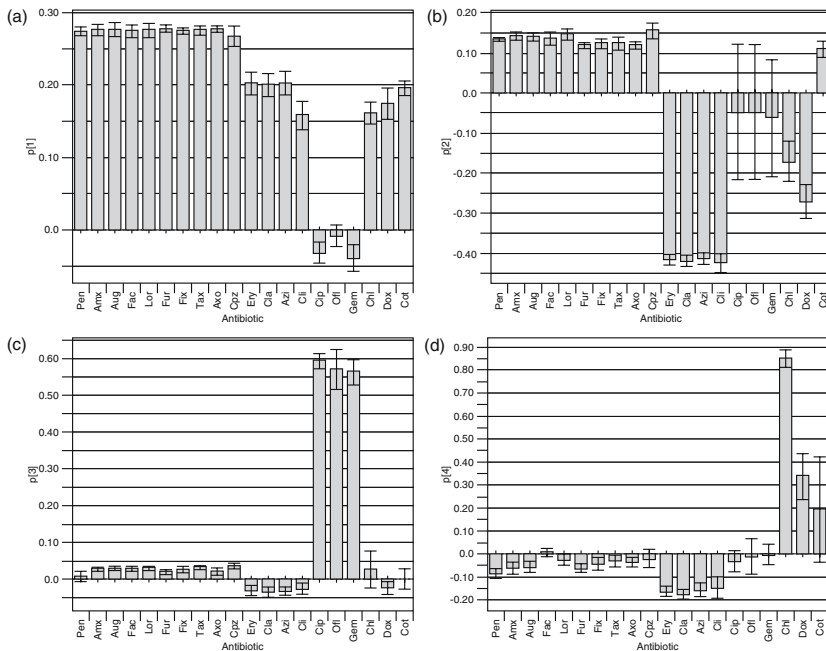 (a)
0.30
0.20
p[1]
0.10
0.0
Pen Amx Aug Fac Lor Fur Fix Tax Axo Cpz Ery Cla Azi Cli Cip Ofl Gem Chl Dox Cot
Antibiotic
(b)
0.20
0.10
0.0
-0.10
p[2]
-0.20
-0.30
-0.40
Pen Amx Aug Fac Lor Fur Fix Tax Axo Cpz Ery Cla Azi Cli Cip Ofl Gem Chl Dox Cot
Antibiotic
(c)
0.60
0.50
0.40
p[3]
0.30
0.20
0.10
0.0
Pen Amx Aug Fac Lor Fur Fix Tax Axo Cpz Ery Cla Azi Cli Cip Ofl Gem Chl Dox Cot
Antibiotic
(d)
0.90
0.80
0.70
0.60
0.50
p[4]
0.40
0.30
0.20
0.10
0.0
-0.10
-0.20
Pen Amx Aug Fac Lor Fur Fix Tax Axo Cpz Ery Cla Azi Cli Cip Ofl Gem Chl Dox Cot
Antibiotic